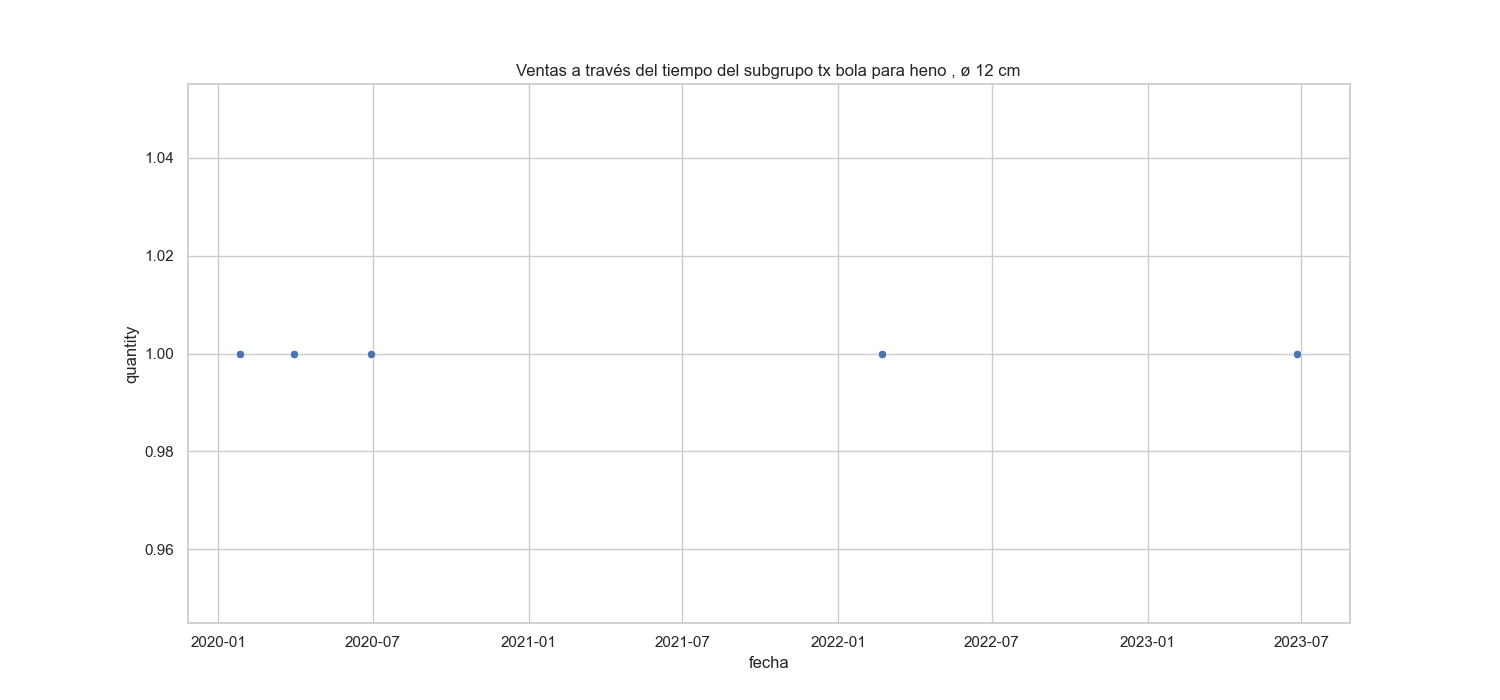 Ventas a través del tiempo del subgrupo tx bola para heno , ø 12 cm
1.04
1.02
1.00
0.98
0.96
quantity
2020-01 2020-07 2021-01 2021-07 2022-01 2022-07 2023-01 2023-07
fecha